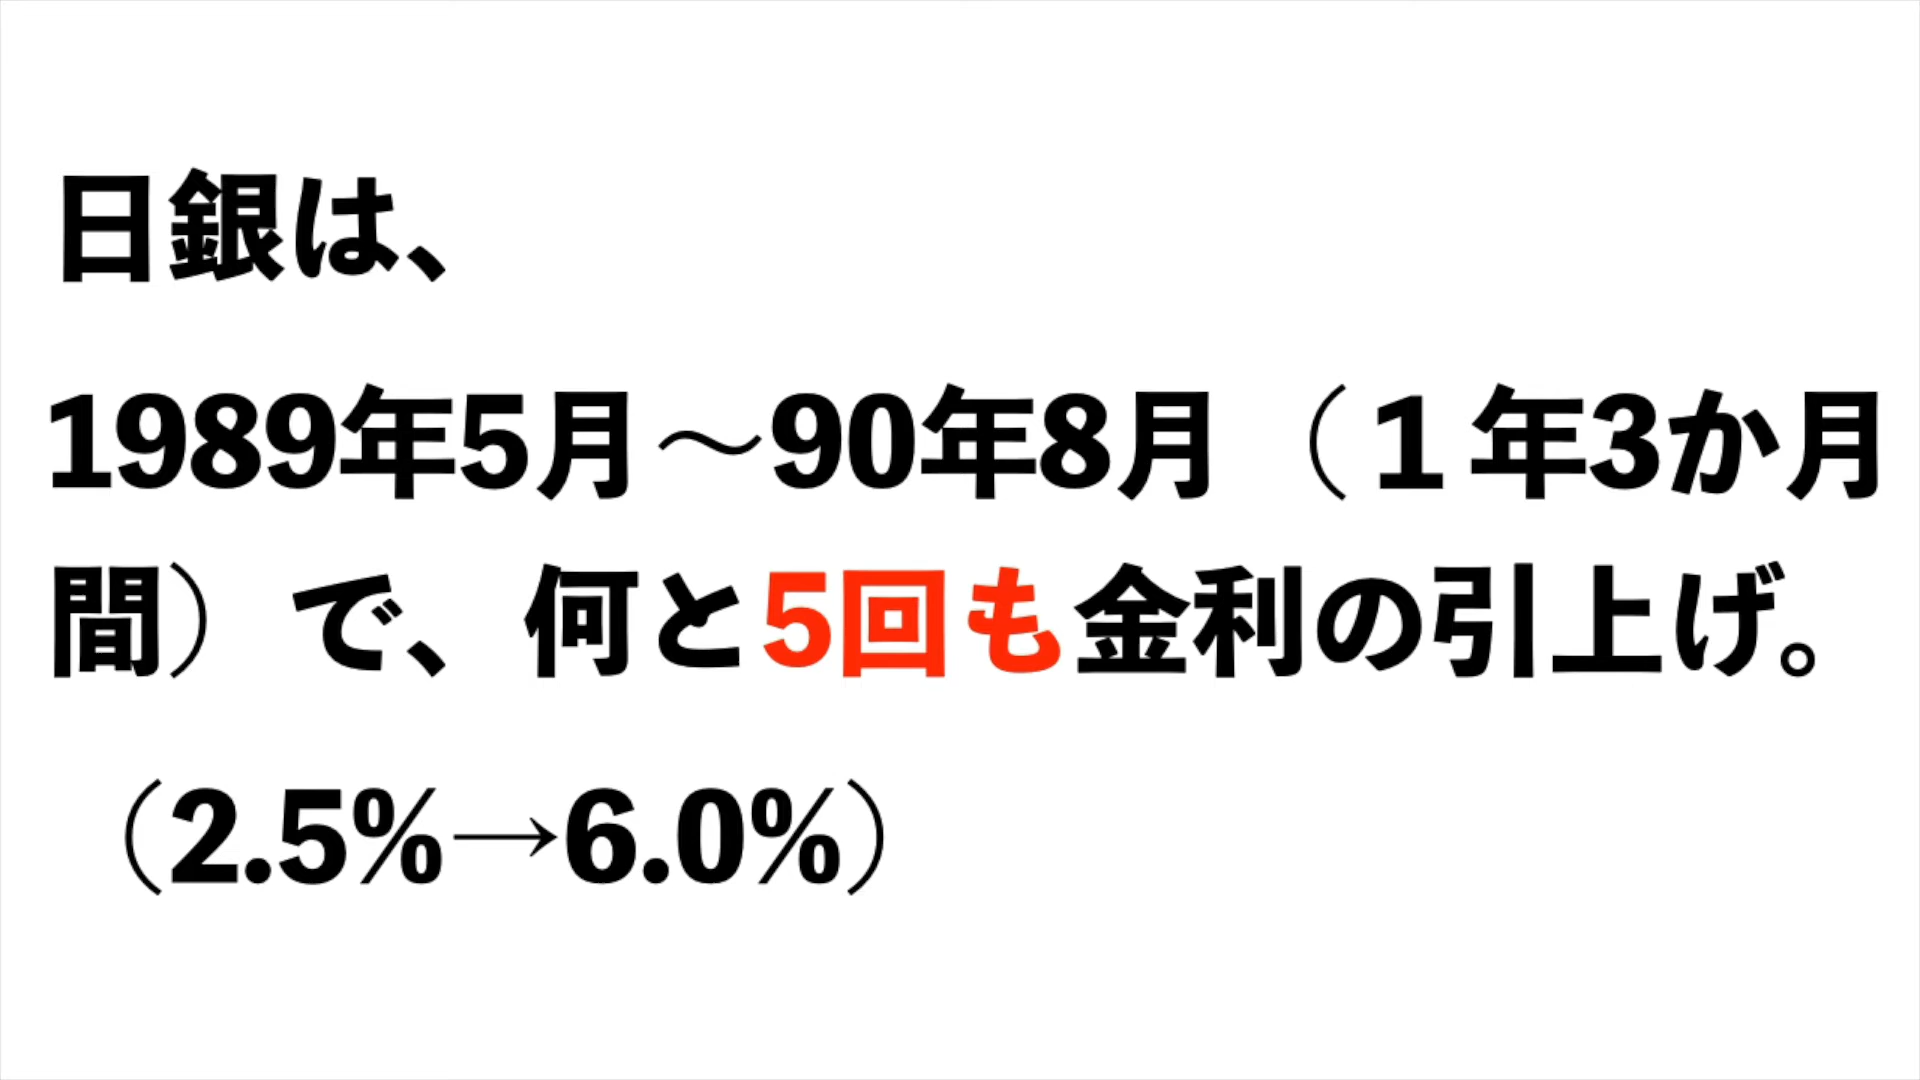 日銀は、
1989年5月〜90年8月（１年3か月
間）で、何と5回も金利の引上げ。
（2.5%→6.0%）